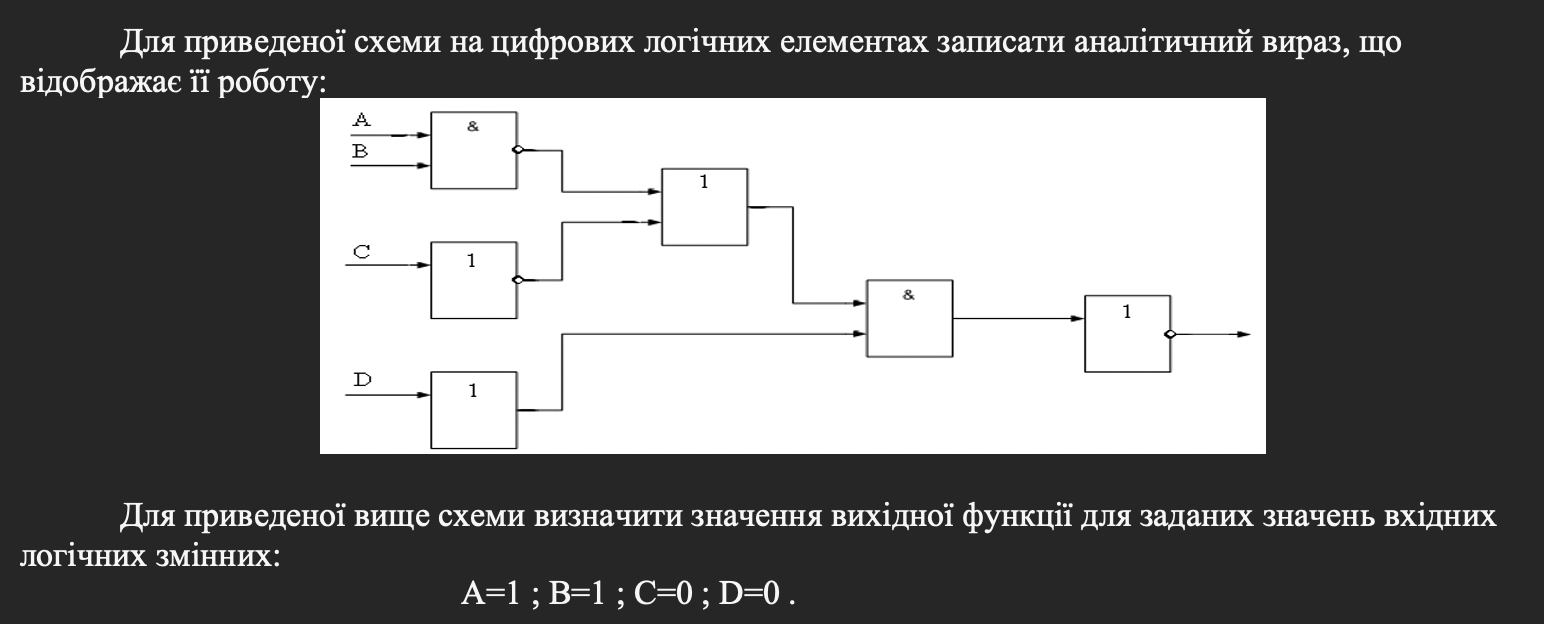 Для приведеної схеми на цифрових логічних елементах записати аналітичний вираз, що
відображає її роботу:
A
&
B
1
C
1
&
1
D
1
Для приведеної вище схеми визначити значення вихідної функції для заданих значень вхідних
логічних змінних:
A=1 ; B=1 ; C=0 ; D=0 .